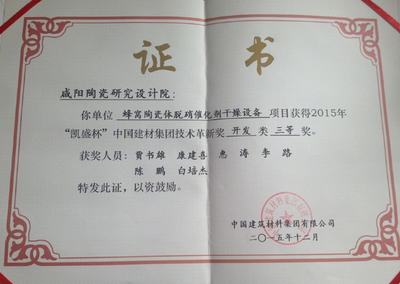 证书
咸阳陶瓷研究设计院：
你单位 蜂窝陶瓷体脱硝催化剂干燥设备 项目获得2015年
“凯盛杯”中国建材集团技术革新奖 开发 类 三等 奖。
获奖人员：贾书雄 康建喜 惠涛 李路
陈鹏 白培杰
特发此证，以资鼓励。
中国建筑材料集团有限公司
二〇一五年十二月